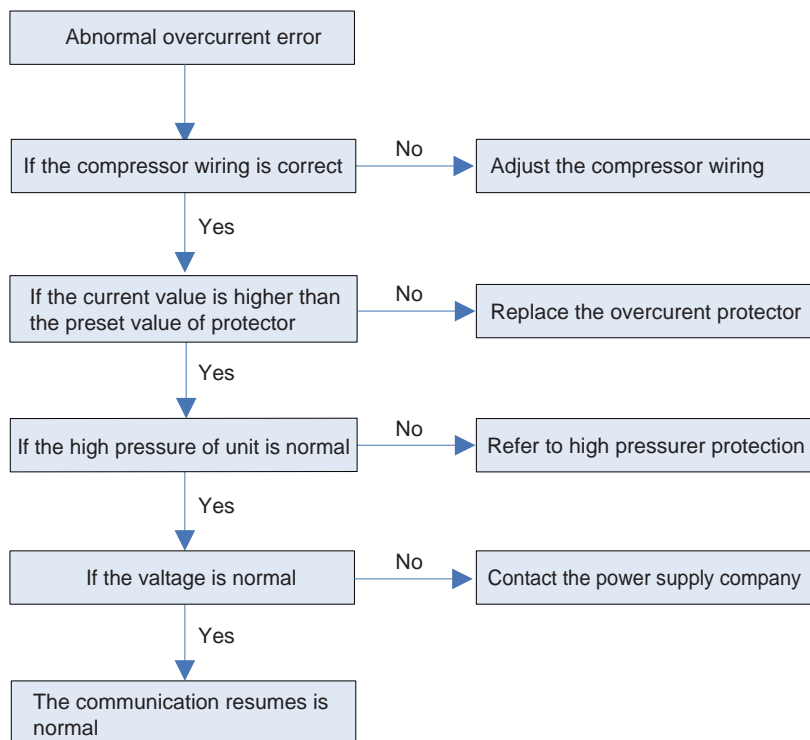 Abnormal overcurrent error
If the compressor wiring is correct
No
Adjust the compressor wiring
Yes
If the current value is higher than
the preset value of protector
No
Replace the overcurent protector
Yes
If the high pressure of unit is normal
No
Refer to high pressurer protection
Yes
If the valtage is normal
No
Contact the power supply company
Yes
The communication resumes is
normal